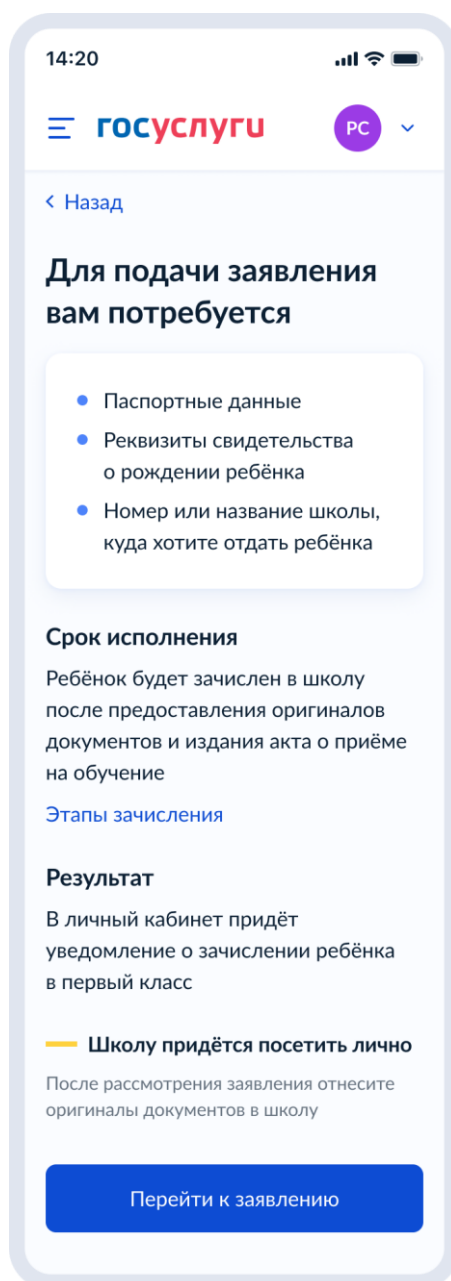 14:20
госуслуги
РС
Назад
Для подачи заявления
вам потребуется
Паспортные данные
Реквизиты свидетельства
о рождении ребёнка
Номер или название школы,
куда хотите отдать ребёнка
Срок исполнения
Ребёнок будет зачислен в школу
после предоставления оригиналов
документов и издания акта о приёме
на обучение
Этапы зачисления
Результат
В личный кабинет придёт
уведомление о зачислении ребёнка
в первый класс
Школу придётся посетить лично
После рассмотрения заявления отнесите
оригиналы документов в школу
Перейти к заявлению